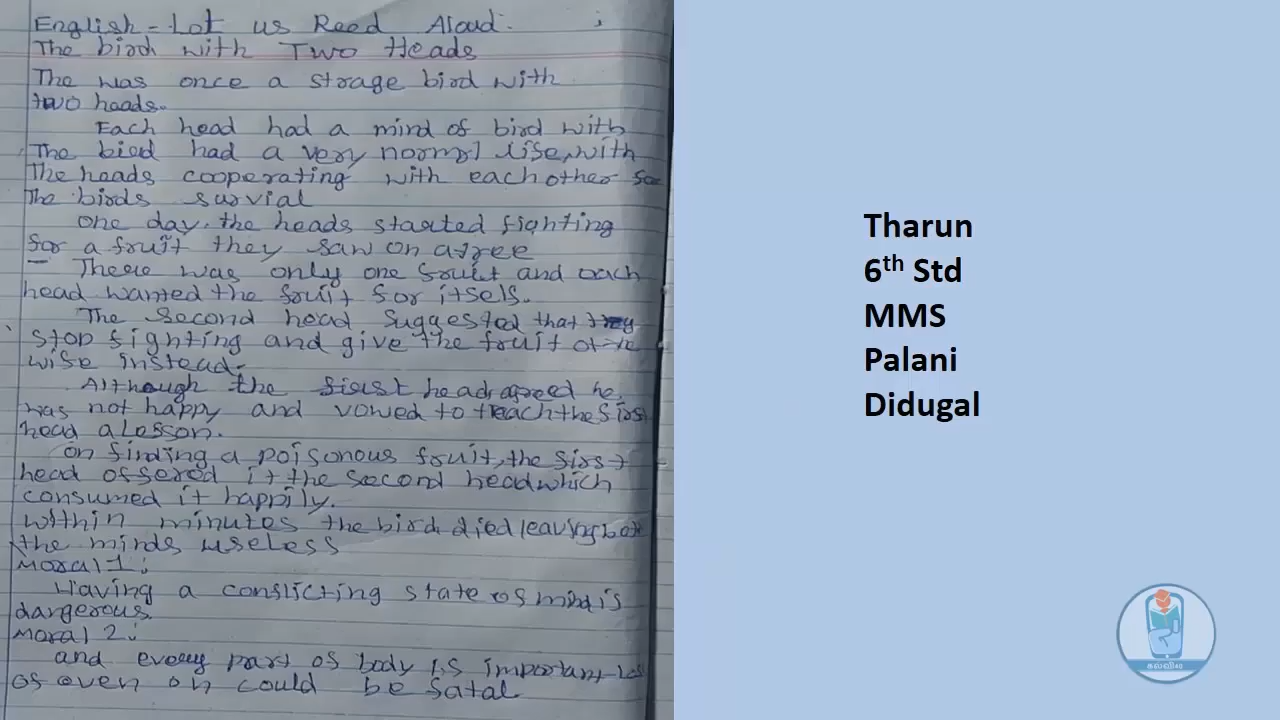 English - Let us Reed Aloud.
The bird with Two Heads
The was once a strage bird with
two heads.
Each head had a mind of bird with
The bied had a very normal life, with
The heads cooperating with each other
The birds survial
one day. the heads started fighting
for a fruit they saw on a tree
There was only one fruit and each
head wanted the fruit for itself.
The second head suggested that they
stop fighting and give the fruit
wise instead.
Although the first head agreed he
was not happy and vowed to teach the first
head a lesson.
on finding a poisonous fruit, the first
head offered it the second head which
consumed it happily.
within minutes the bird died leaving
the minds useless
Moral 1:
Having a conflicting state of mind is
dangerous.
Moral 2:
and every part of body is important
of even on could be fatal
Tharun
6th Std
MMS
Palani
Didugal
கல்வி